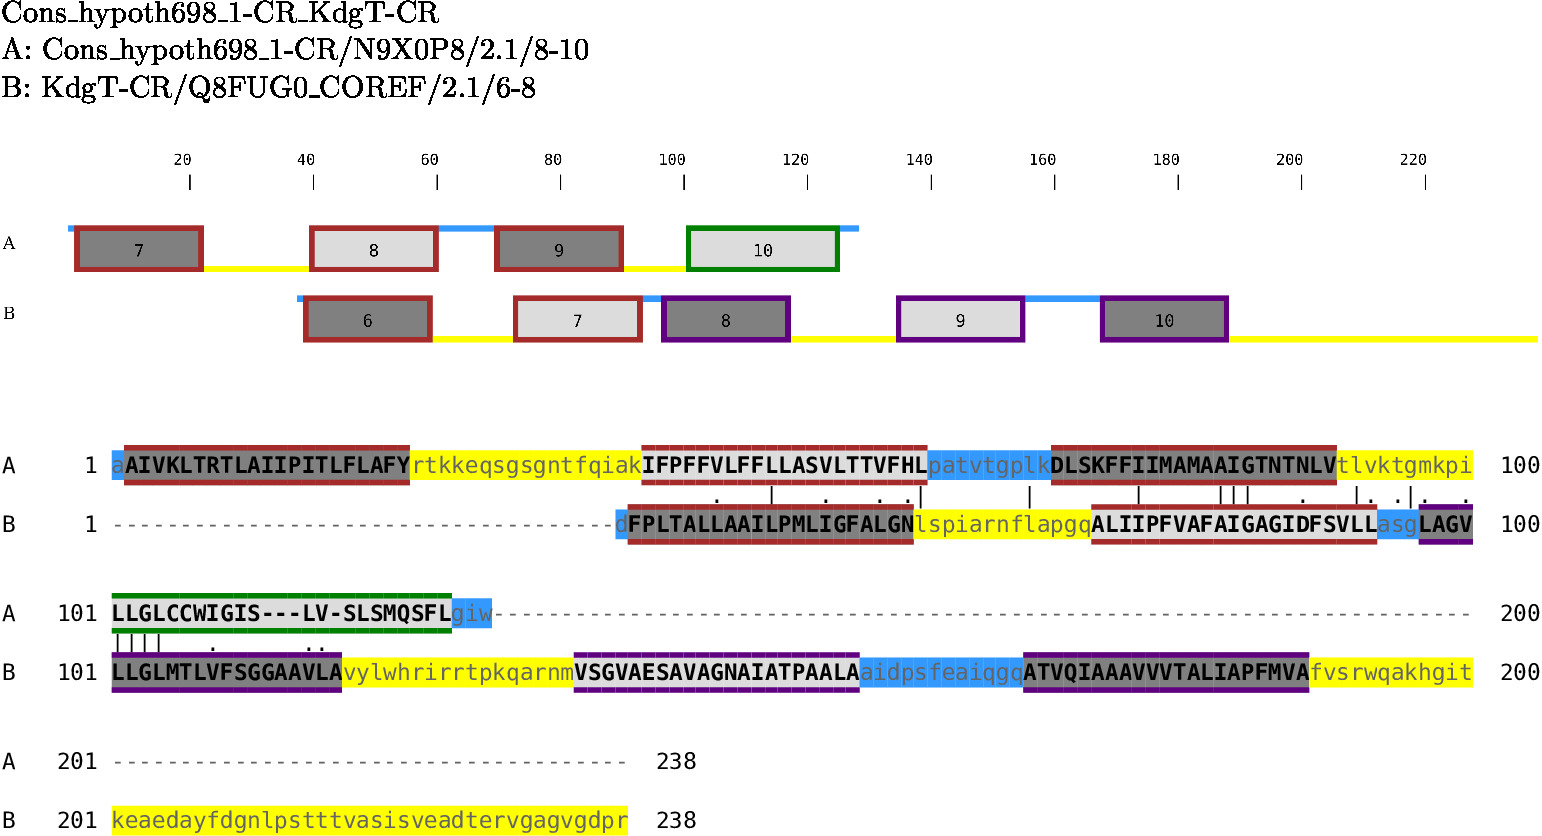 Cons_hypoth698_1-CR_KdgT-CR
A: Cons_hypoth698_1-CR/N9X0P8/2.1/8-10
B: KdgT-CR/Q8FUG0_COREF/2.1/6-8
20 40 60 80 100 120 140 160 180 200 220
A 7 8 9 10
B 6 7 8 9 10
A 1 aAIVKLTRTLAIIPITLFLAFYrtkkeqsgsgntfqiakIFPFFVLFFLLASVLTTVFHLpatvtgplkDLSKFFIIMAMAAIGTNTNLVtlvktgmkpi 100
B 1 -------------------------------------dFPLTALLAAILPMLIGFALGNlspiarnflapgqALIIPFVAFAIGAGIDFSVLLasgLAGV 100
A 101 LLGLCCWIGIS---LV-SLSMQSFLgiw------------------------------------------------------------------------ 200
B 101 LLGLMTLVFSGGAAVLAvylwhrirrtpkqarnmVSGVAESAVAGNAIATPAALAaidpsfeaiqgqATVQIAAAVVVTALIAPFMVAfvsrwqakhgit 200
A 201 -------------------------------------- 238
B 201 keaedayfdgnlpstttvasisveadtervgagvgdpr 238